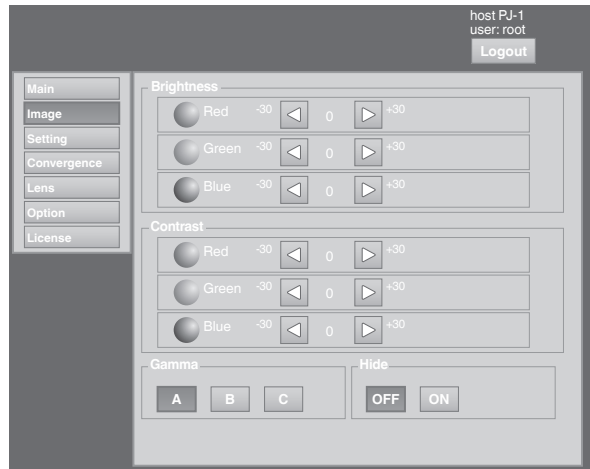 host PJ-1
user: root
Logout
Main
Image
Setting
Convergence
Lens
Option
License
Brightness
Red -30 0 +30
Green -30 0 +30
Blue -30 0 +30
Contrast
Red -30 0 +30
Green -30 0 +30
Blue -30 0 +30
Gamma
A B C
Hide
OFF ON